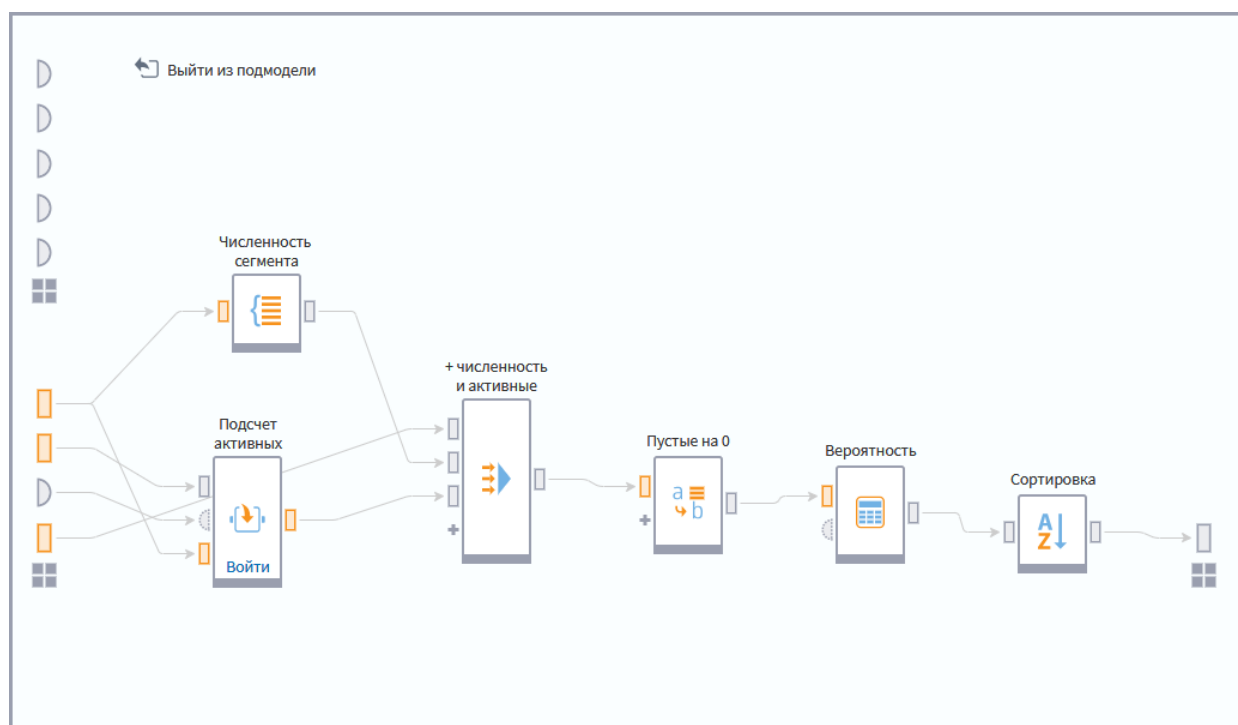 Выйти из подмодели
Численность
сегмента
+ численность
и активные
Подсчет
активных
Пустые на 0
Вероятность
Сортировка
a
b
A
Z
Войти